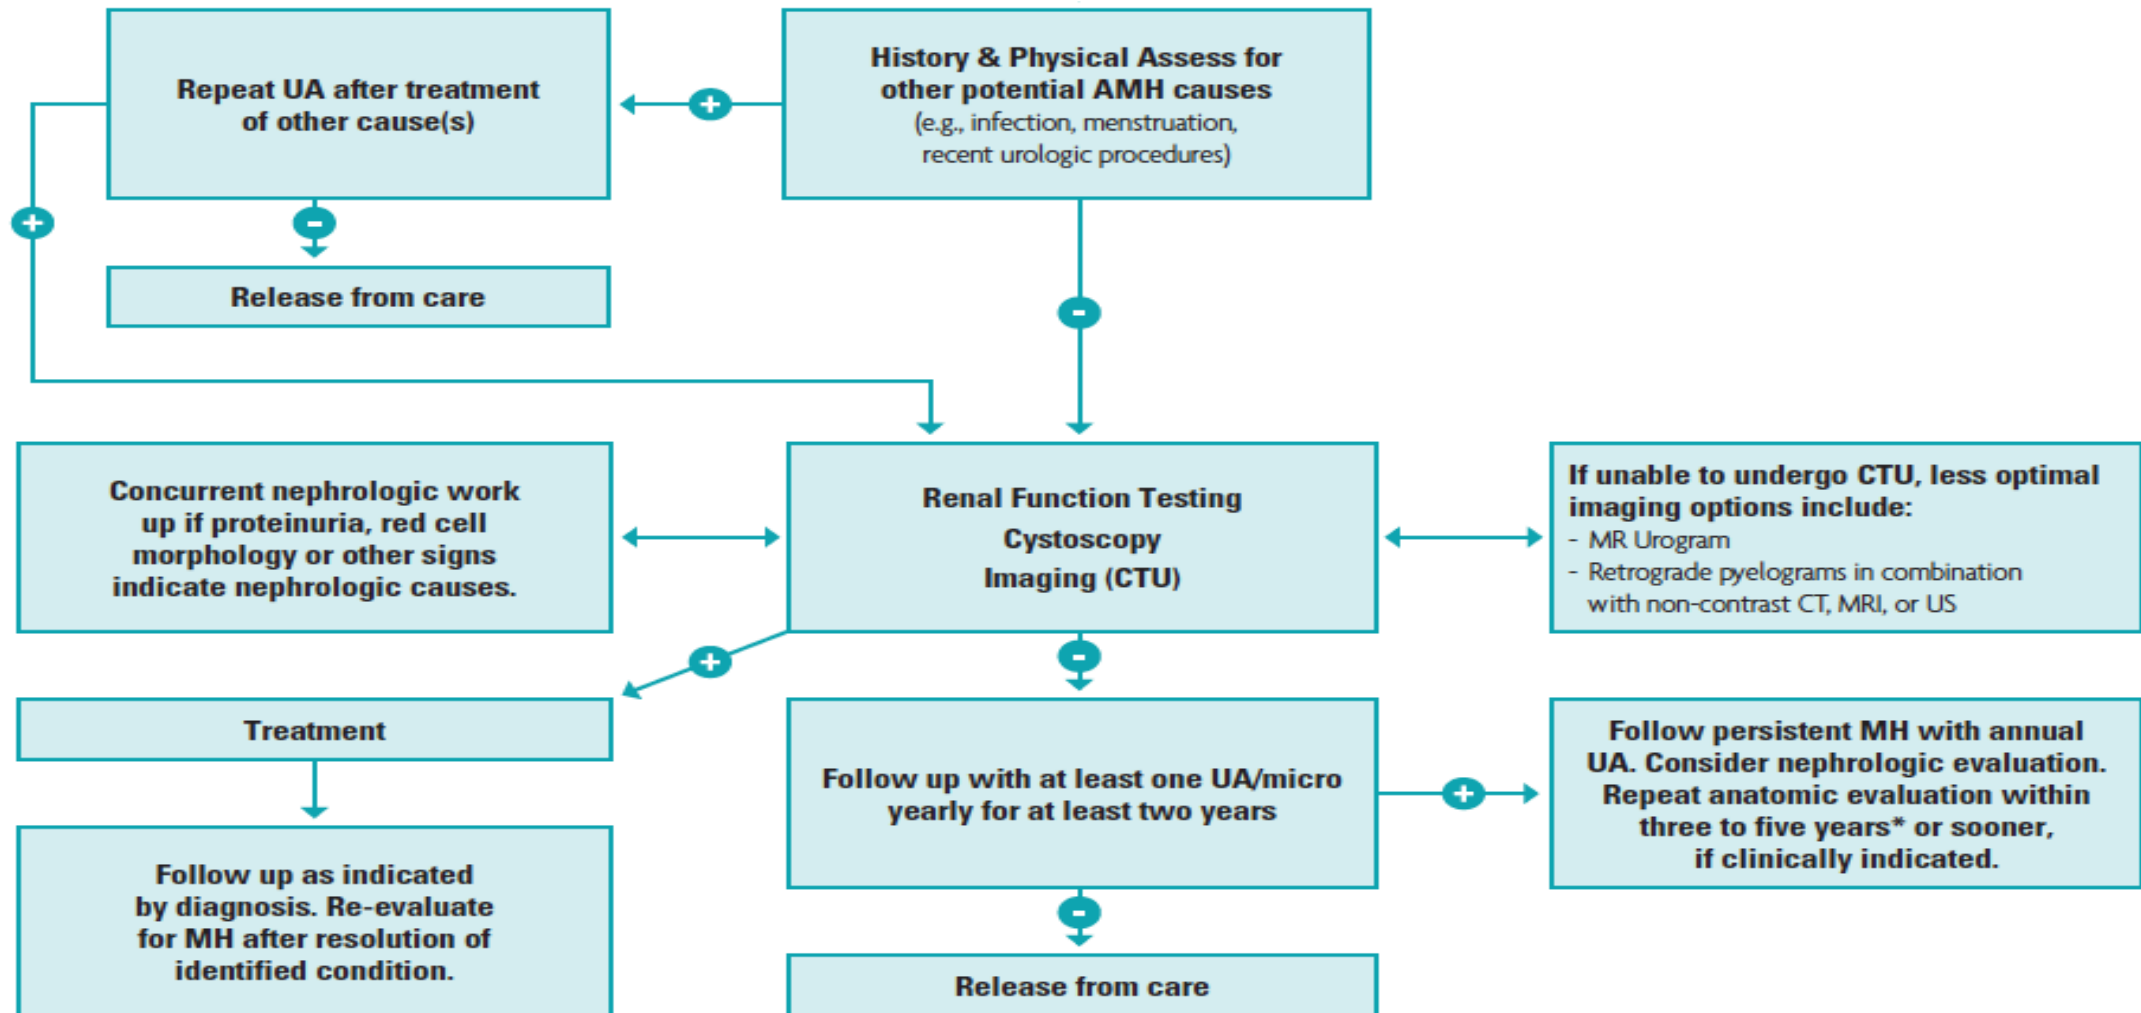 Repeat UA after treatment
of other cause(s)
History & Physical Assess for
other potential AMH causes
(e.g., infection, menstruation,
recent urologic procedures)
+
+
-
Release from care
-
Concurrent nephrologic work
up if proteinuria, red cell
morphology or other signs
indicate nephrologic causes.
Renal Function Testing
Cystoscopy
Imaging (CTU)
If unable to undergo CTU, less optimal
imaging options include:
- MR Urogram
- Retrograde pyelograms in combination
with non-contrast CT, MRI, or US
+
-
Treatment
Follow up with at least one UA/micro
yearly for at least two years
+
Follow persistent MH with annual
UA. Consider nephrologic evaluation.
Repeat anatomic evaluation within
three to five years* or sooner,
if clinically indicated.
Follow up as indicated
by diagnosis. Re-evaluate
for MH after resolution of
identified condition.
-
Release from care